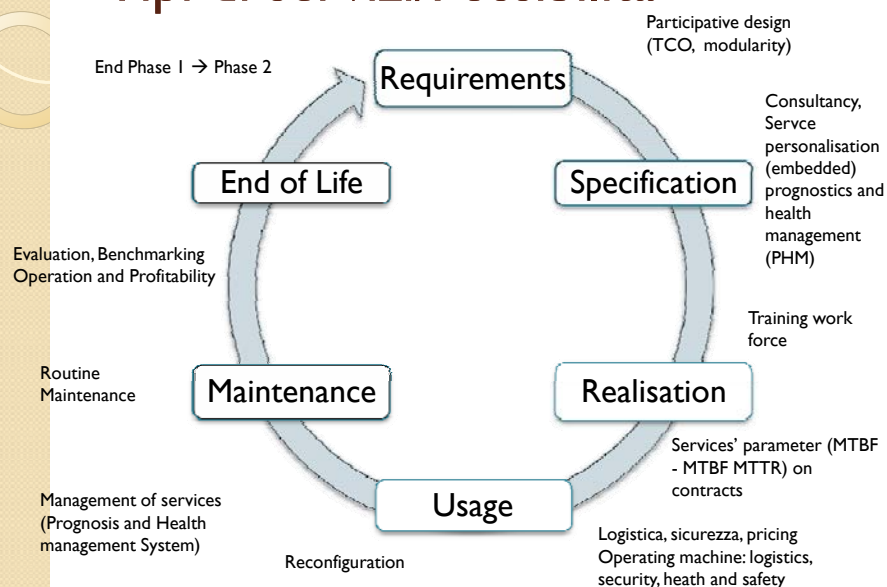 Participative design
(TCO, modularity)
End Phase 1 → Phase 2
Requirements
Consultancy,
Servce
personalisation
(embedded)
prognostics and
health
management
(PHM)
End of Life
Specification
Evaluation, Benchmarking
Operation and Profitability
Training work
force
Routine
Maintenance
Maintenance
Realisation
Services' parameter (MTBF
- MTBF MTTR) on
contracts
Management of services
(Prognosis and Health
management System)
Usage
Logistica, sicurezza, pricing
Operating machine: logistics,
security, heath and safety
Reconfiguration